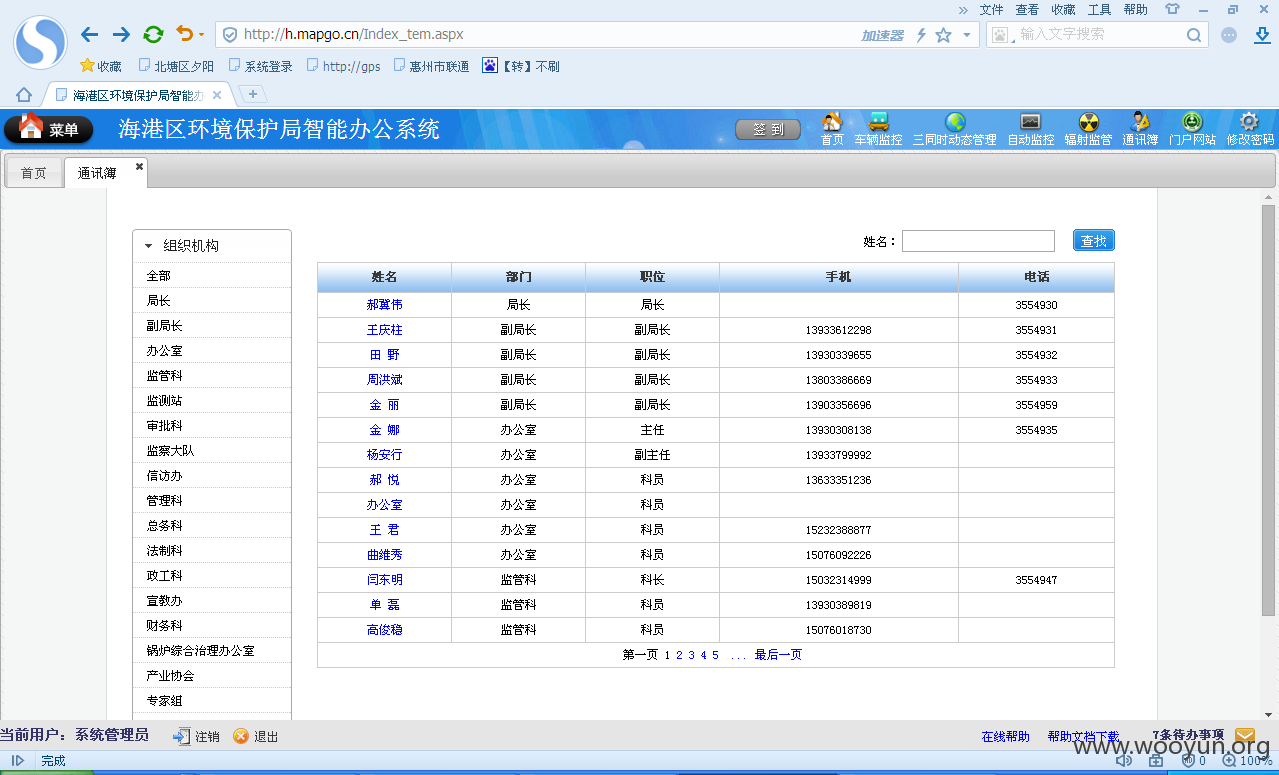 » 文件 查看 收藏 工具 帮助
http://h.mapgo.cn/Index_tem.aspx 加速器 输入文字搜索
收藏 北塘区夕阳 系统登录 http://gps 惠州市联通 【转】不刷
海港区环境保护局智能办
菜单 海港区环境保护局智能办公系统 签 到 首页 车辆监控 三同时动态管理 自动监控 辐射监管 通讯簿 门户网站 修改密码
首页 通讯簿
组织机构
全部
局长
副局长
办公室
监管科
监测站
审批科
监察大队
信访办
管理科
总务科
法制科
政工科
宣教办
财务科
锅炉综合治理办公室
产业协会
专家组
姓名： 查找
姓名 部门 职位 手机 电话
郝冀伟 局长 局长 3554930
王庆柱 副局长 副局长 13933612298 3554931
田 野 副局长 副局长 13930339655 3554932
周洪斌 副局长 副局长 13803386669 3554933
金 丽 副局长 副局长 13903356696 3554959
金 娜 办公室 主任 13930308138 3554935
杨安行 办公室 副主任 13933799992
郝 悦 办公室 科员 13633351236
办公室 办公室 科员
王 君 办公室 科员 15232388877
曲维秀 办公室 科员 15076092226
闫东明 监管科 科长 15032314999 3554947
单 磊 监管科 科员 13930389819
高俊稳 监管科 科员 15076018730
第一页 1 2 3 4 5 ... 最后一页
当前用户：系统管理员 注销 退出 在线帮助 帮助文档下载 7条待办事项
www.wooyun.org
完成 0 100%